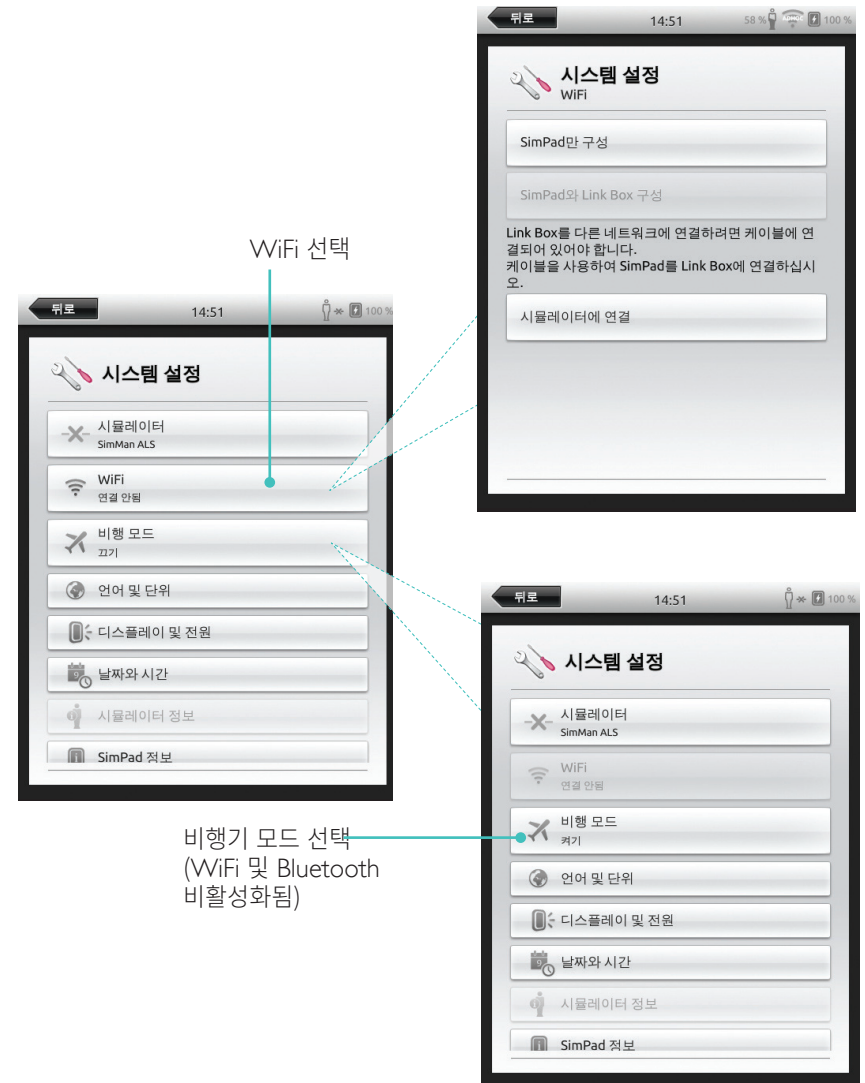 뒤로 14:51 58 % ADHOC 100 %
시스템 설정
WiFi
SimPad만 구성
SimPad와 Link Box 구성
Link Box를 다른 네트워크에 연결하려면 케이블에 연
결되어 있어야 합니다.
케이블을 사용하여 SimPad를 Link Box에 연결하십시
오.
시뮬레이터에 연결
WiFi 선택
뒤로 14:51 100 %
시스템 설정
시뮬레이터
SimMan ALS
WiFi
연결 안됨
비행 모드
끄기
언어 및 단위
디스플레이 및 전원
9 날짜와 시간
시뮬레이터 정보
SimPad 정보
비행기 모드 선택
(WiFi 및 Bluetooth
비활성화됨)
뒤로 14:51 100 %
시스템 설정
시뮬레이터
SimMan ALS
WiFi
연결 안됨
비행 모드
켜기
언어 및 단위
디스플레이 및 전원
9 날짜와 시간
시뮬레이터 정보
SimPad 정보